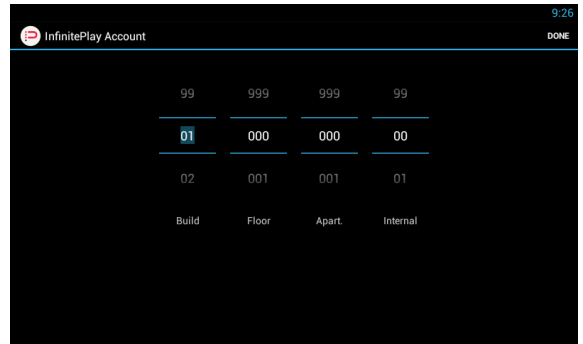 9:26
InfinitePlay Account DONE
99 999 999 99
01 000 000 00
02 001 001 01
Build Floor Apart. Internal